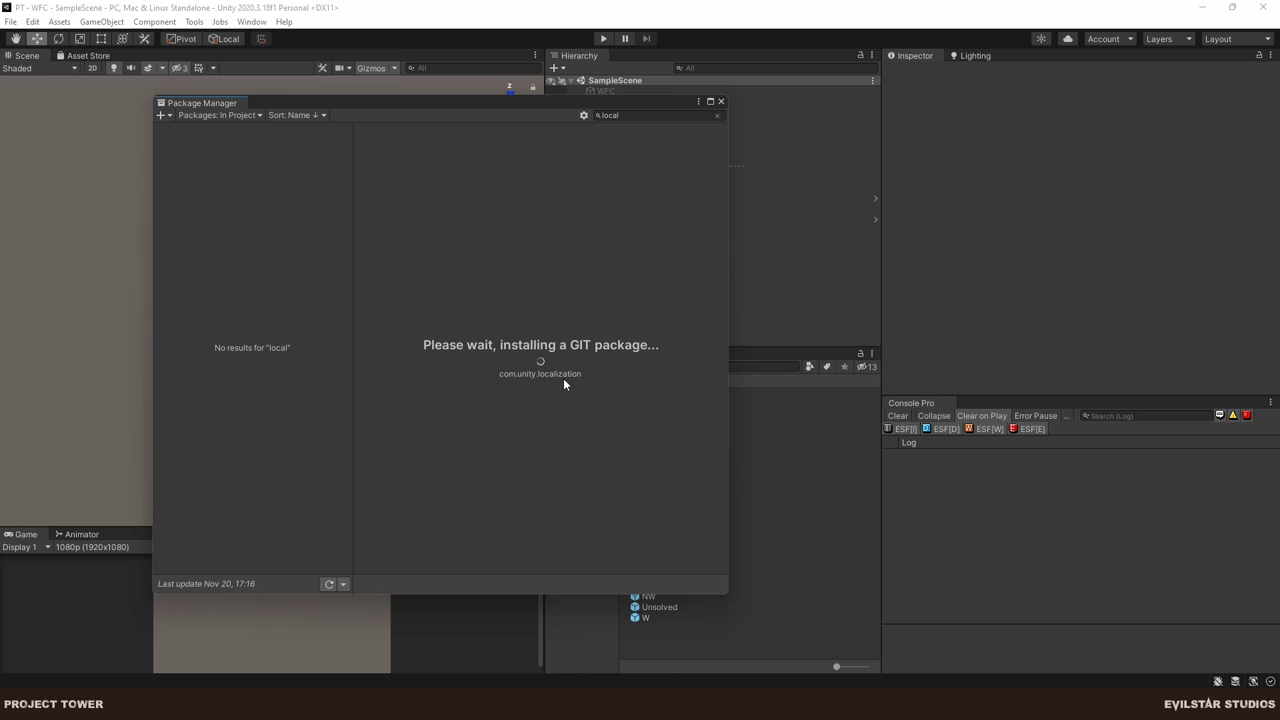 PT - WFC - SampleScene - PC, Mac & Linux Standalone - Unity 2020.3.18f1 Personal <DX11>
File Edit Assets GameObject Component Tools Jobs Window Help
Pivot Local Account Layers Layout
Scene Asset Store
Shaded 2D 3 Gizmos All
z
Hierarchy
All
SampleScene
WFC
Inspector Lighting
Package Manager
Packages: In Project Sort: Name ↓ local
No results for "local"
Please wait, installing a GIT package...
com.unity.localization
Last update Nov 20, 17:16
13
Console Pro
Clear Collapse Clear on Play Error Pause ... Search (Log)
ESF[I] ESF[D] ESF[W] ESF[E]
Log
Game Animator
Display 1 1080p (1920x1080)
NW
Unsolved
W
PROJECT TOWER
EVILSTAR STUDIOS